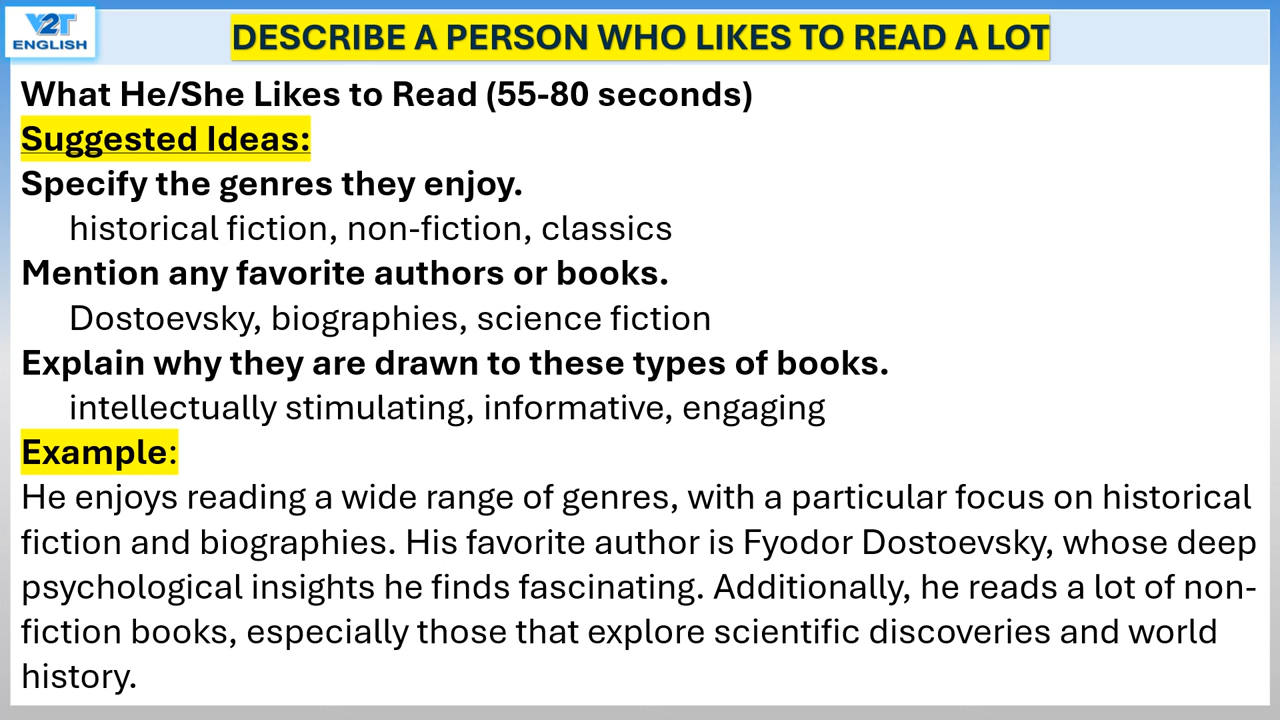 Y2T
ENGLISH
DESCRIBE A PERSON WHO LIKES TO READ A LOT
What He/She Likes to Read (55-80 seconds)
Suggested Ideas:
Specify the genres they enjoy.
historical fiction, non-fiction, classics
Mention any favorite authors or books.
Dostoevsky, biographies, science fiction
Explain why they are drawn to these types of books.
intellectually stimulating, informative, engaging
Example:
He enjoys reading a wide range of genres, with a particular focus on historical
fiction and biographies. His favorite author is Fyodor Dostoevsky, whose deep
psychological insights he finds fascinating. Additionally, he reads a lot of non-
fiction books, especially those that explore scientific discoveries and world
history.